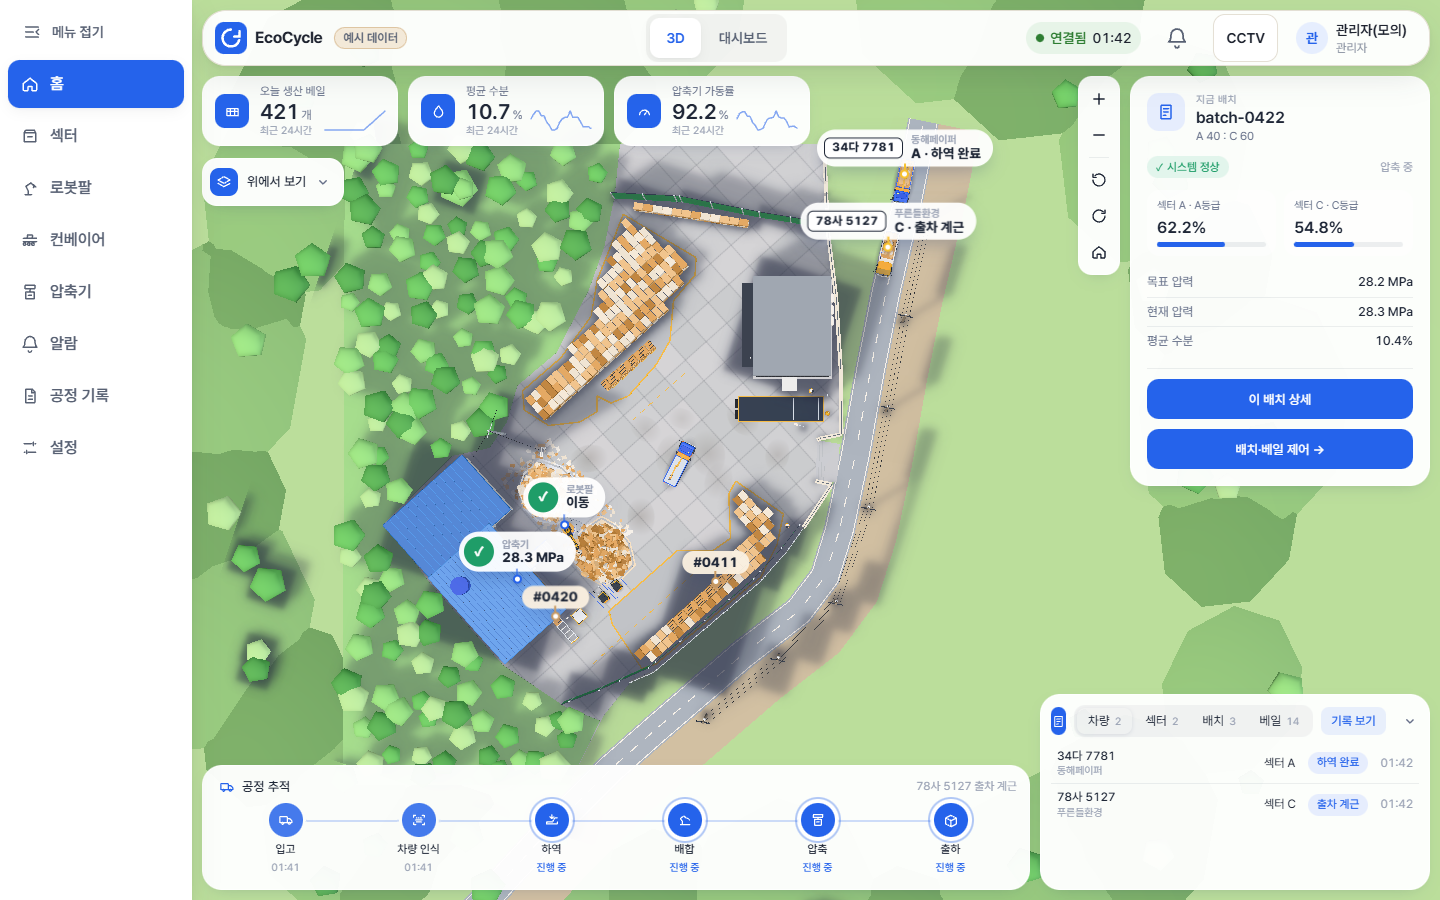 메뉴 접기
홈
섹터
로봇팔
컨베이어
압축기
알람
공정 기록
설정
EcoCycle
예시 데이터
3D
대시보드
연결됨 01:42
CCTV
관
관리자(모의)
관리자
오늘 생산 베일
421 개
최근 24시간
평균 수분
10.7 %
최근 24시간
압축기 가동률
92.2 %
최근 24시간
위에서 보기
34다 7781
동해페이퍼
A · 하역 완료
78사 5127
푸른들환경
C · 출차 계근
로봇팔
이동
압축기
28.3 MPa
#0420
#0411
지금 배치
batch-0422
A 40 : C 60
✓ 시스템 정상
압축 중
섹터 A · A등급
62.2%
섹터 C · C등급
54.8%
목표 압력 28.2 MPa
현재 압력 28.3 MPa
평균 수분 10.4%
이 배치 상세
배치·베일 제어 →
공정 추적
78사 5127 출차 계근
입고
01:41
차량 인식
01:41
하역
진행 중
배합
진행 중
압축
진행 중
출하
진행 중
차량 2
섹터 2
배치 3
베일 14
기록 보기
34다 7781
동해페이퍼
섹터 A
하역 완료
01:42
78사 5127
푸른들환경
섹터 C
출차 계근
01:42